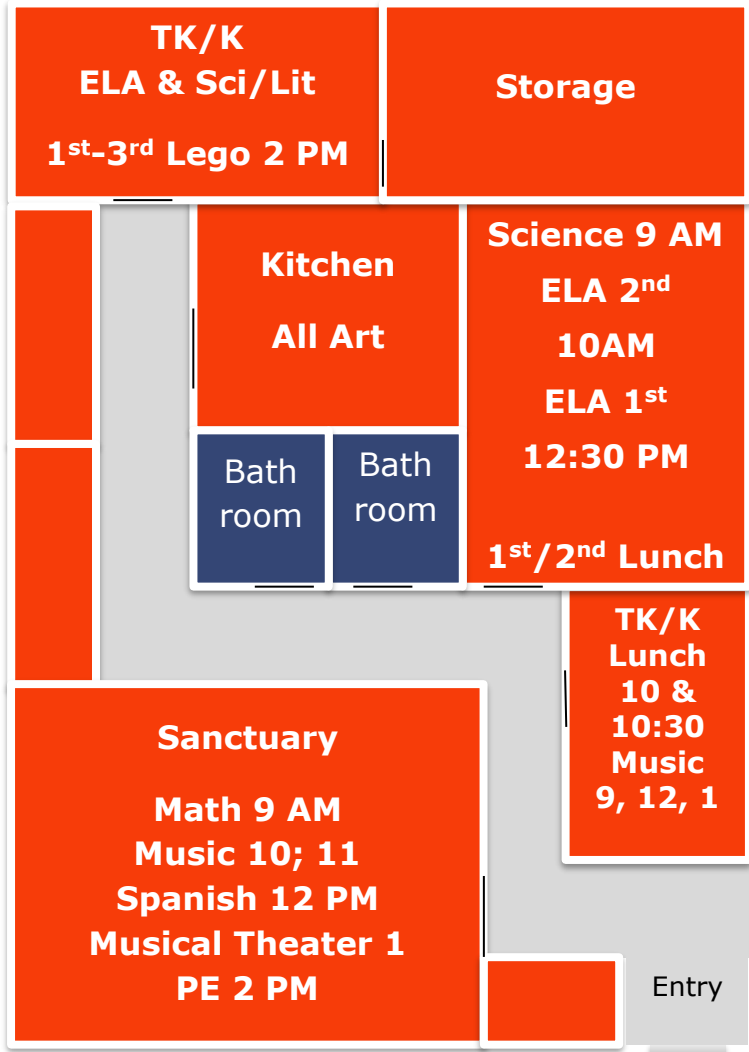 TK/K
ELA & Sci/Lit
1st-3rd Lego 2 PM
Storage
Kitchen
All Art
Science 9 AM
ELA 2nd
10AM
ELA 1st
12:30 PM
1st/2nd Lunch
Bath
room
Bath
room
TK/K
Lunch
10 &
10:30
Music
9, 12, 1
Sanctuary
Math 9 AM
Music 10; 11
Spanish 12 PM
Musical Theater 1
PE 2 PM
Entry